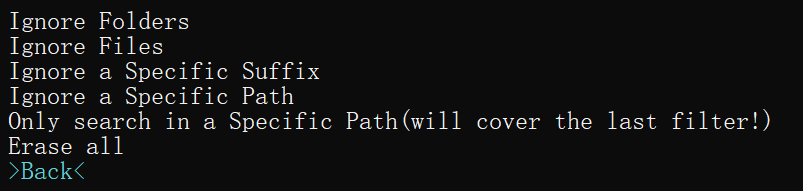 Ignore Folders
Ignore Files
Ignore a Specific Suffix
Ignore a Specific Path
Only search in a Specific Path(will cover the last filter!)
Erase all
>Back<